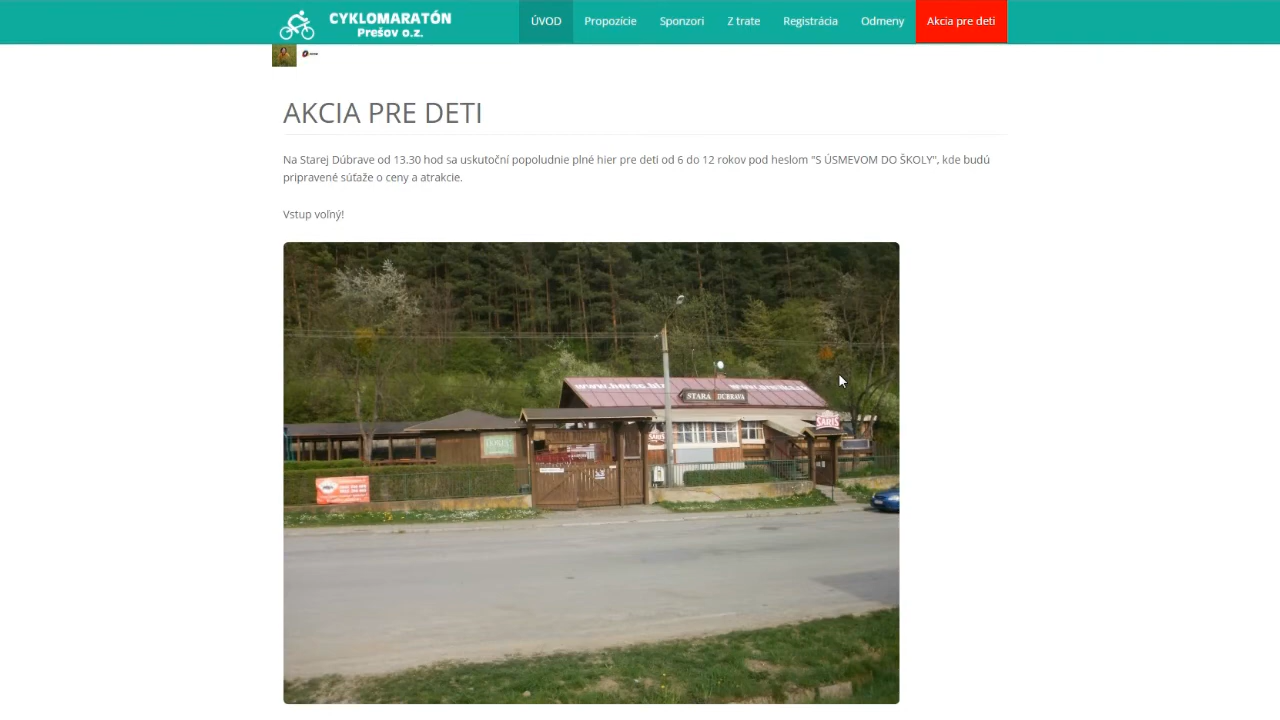 CYKLOMARATÓN
Prešov o.z.
ÚVOD Propozície Sponzori Z trate Registrácia Odmeny Akcia pre deti
AKCIA PRE DETI
Na Starej Dúbrave od 13.30 hod sa uskutoční popoludnie plné hier pre deti od 6 do 12 rokov pod heslom "S ÚSMEVOM DO ŠKOLY", kde budú
pripravené súťaže o ceny a atrakcie.
Vstup voľný!
STARÁ DÚBRAVA
ŠARIŠ
ŠARIŠ